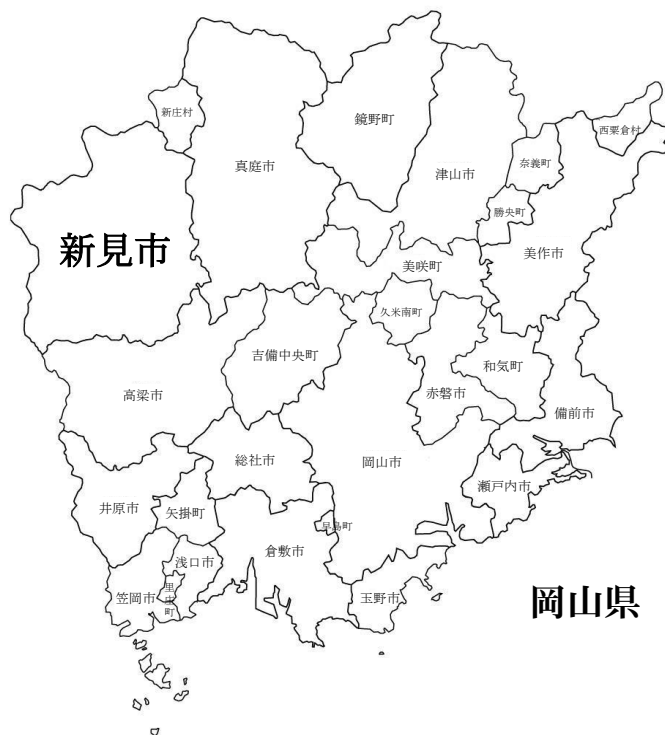 新庄村
鏡野町
西粟倉村
真庭市
津山市
奈義町
勝央町
新見市
美作市
美咲町
久米南町
吉備中央町
和気町
高梁市
赤磐市
備前市
総社市
岡山市
瀬戸内市
井原市
矢掛町
早島町
倉敷市
浅口市
里庄町
笠岡市
玉野市
岡山県